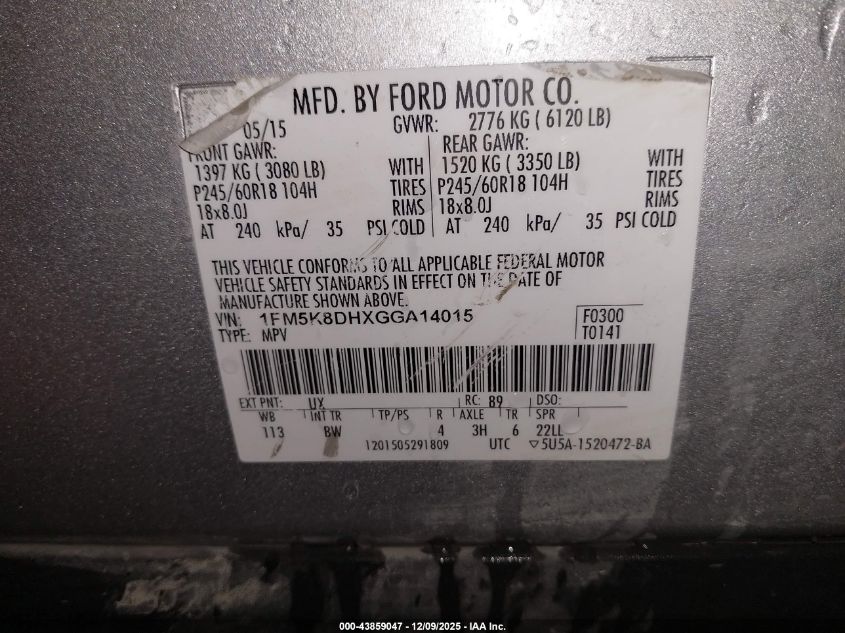 MFD. BY FORD MOTOR CO.
05/15 GVWR: 2776 KG ( 6120 LB)
FRONT GAWR: REAR GAWR:
1397 KG ( 3080 LB) WITH 1520 KG ( 3350 LB) WITH
P245/60R18 104H TIRES P245/60R18 104H TIRES
18x8.0J RIMS 18x8.0J RIMS
AT 240 kPa/ 35 PSI COLD AT 240 kPa/ 35 PSI COLD
THIS VEHICLE CONFORMS TO ALL APPLICABLE FEDERAL MOTOR
VEHICLE SAFETY STANDARDS IN EFFECT ON THE DATE OF
MANUFACTURE SHOWN ABOVE.
VIN: 1FM5K8DHXGGA14015 F0300
TYPE: MPV T0141
EXT PNT: UX RC: 89 DSO:
WB INT TR TP/PS R AXLE TR SPR
113 BW 4 3H 6 22LL
1201505291809 UTC ▽5U5A-1520472-BA
000-43859047 - 12/09/2025 - IAA Inc.